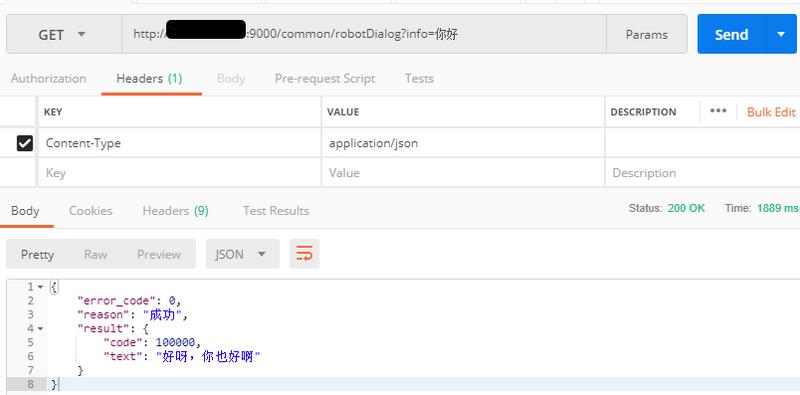 GET http:// :9000/common/robotDialog?info=你好 Params Send
Authorization Headers (1) Body Pre-request Script Tests
KEY VALUE DESCRIPTION ••• Bulk Edit
Content-Type application/json
Key Value Description
Body Cookies Headers (9) Test Results Status: 200 OK Time: 1889 ms
Pretty Raw Preview JSON
1 {
2 "error_code": 0,
3 "reason": "成功",
4 "result": {
5 "code": 100000,
6 "text": "好呀，你也好啊"
7 }
8 }